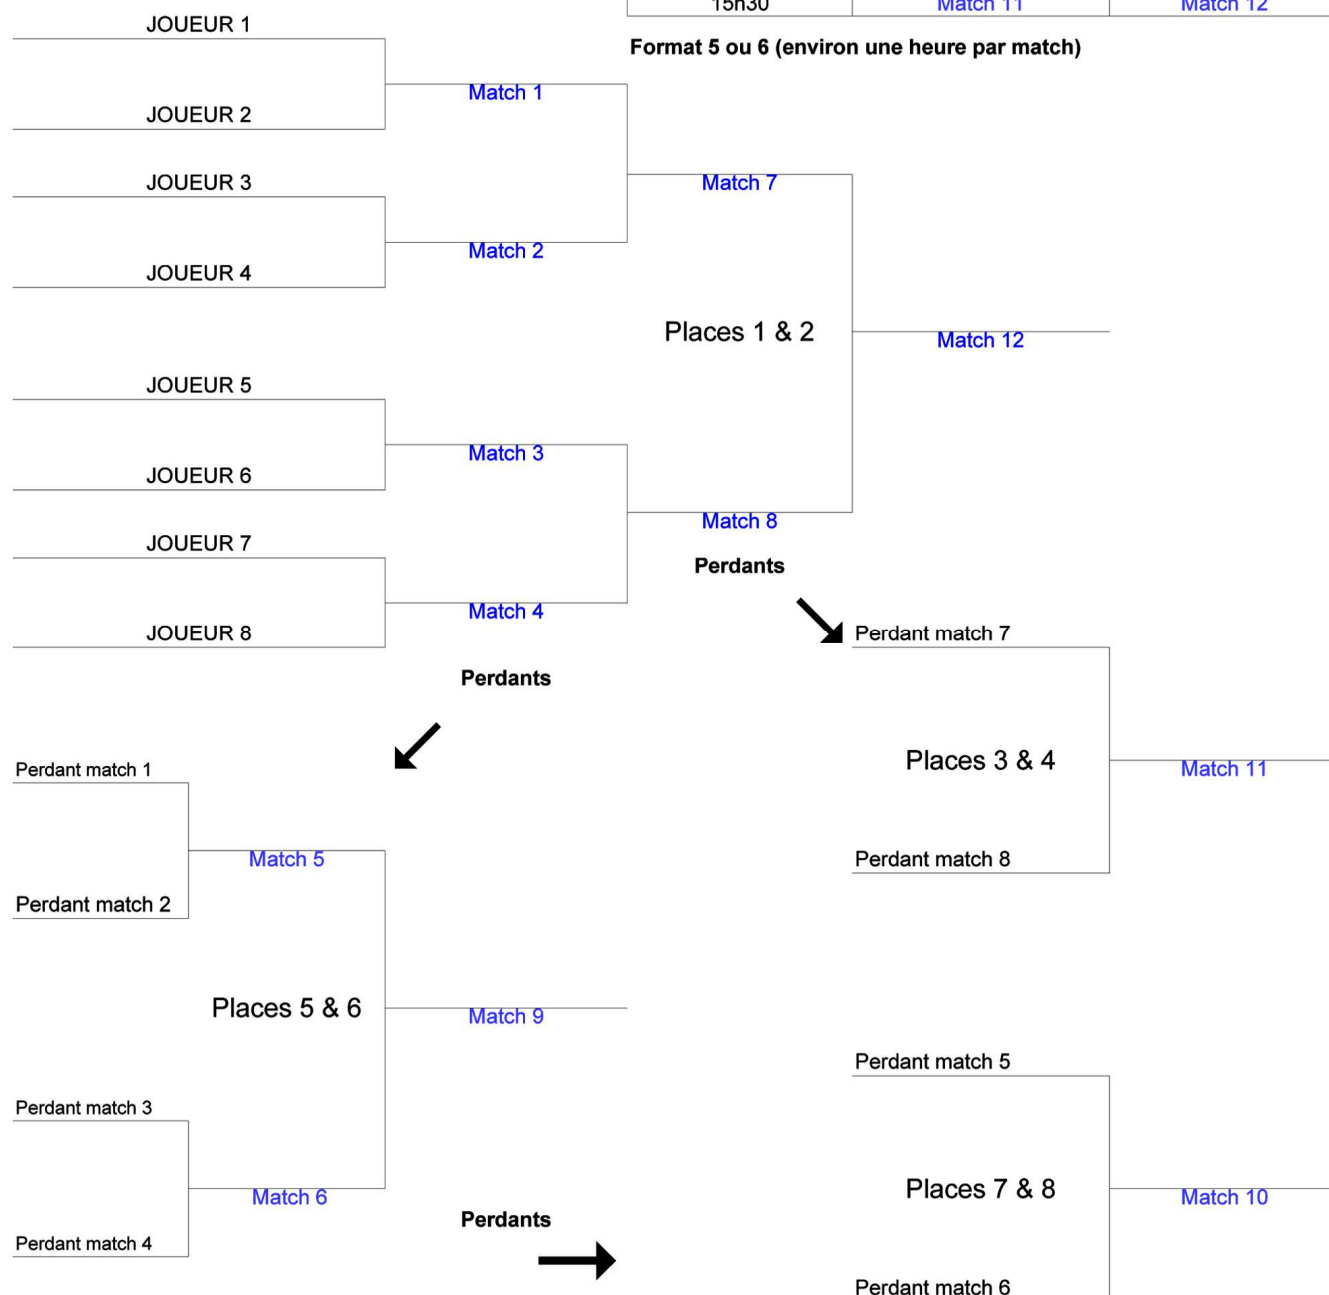 15h30 Match 11 Match 12
JOUEUR 1
Format 5 ou 6 (environ une heure par match)
Match 1
JOUEUR 2
JOUEUR 3
Match 7
Match 2
JOUEUR 4
Places 1 & 2
Match 12
JOUEUR 5
Match 3
JOUEUR 6
Match 8
JOUEUR 7
Perdants
Match 4
JOUEUR 8
Perdant match 7
Perdants
Places 3 & 4
Match 11
Perdant match 1
Match 5
Perdant match 8
Perdant match 2
Places 5 & 6
Match 9
Perdant match 5
Perdant match 3
Places 7 & 8
Match 6
Match 10
Perdants
Perdant match 4
Perdant match 6